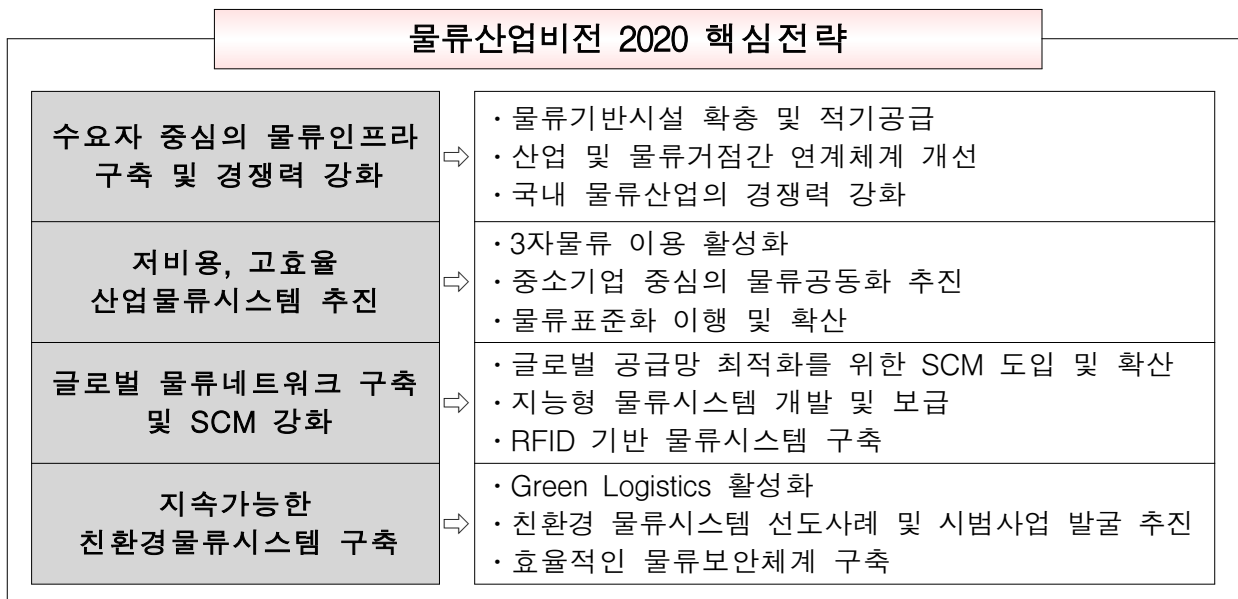 물류산업비전 2020 핵심전략
수요자 중심의 물류인프라
구축 및 경쟁력 강화
⇨
· 물류기반시설 확충 및 적기공급
· 산업 및 물류거점간 연계체계 개선
· 국내 물류산업의 경쟁력 강화
저비용, 고효율
산업물류시스템 추진
⇨
· 3자물류 이용 활성화
· 중소기업 중심의 물류공동화 추진
· 물류표준화 이행 및 확산
글로벌 물류네트워크 구축
및 SCM 강화
⇨
· 글로벌 공급망 최적화를 위한 SCM 도입 및 확산
· 지능형 물류시스템 개발 및 보급
· RFID 기반 물류시스템 구축
지속가능한
친환경물류시스템 구축
⇨
· Green Logistics 활성화
· 친환경 물류시스템 선도사례 및 시범사업 발굴 추진
· 효율적인 물류보안체계 구축